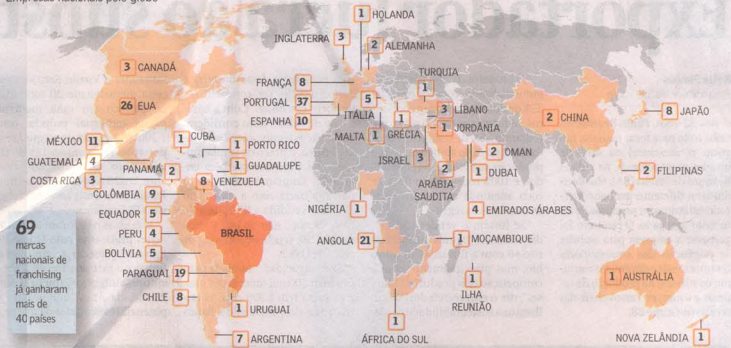 1 HOLANDA
INGLATERRA 3
2 ALEMANHA
3 CANADÁ
TURQUIA
1
FRANÇA 8
26 EUA
PORTUGAL 37
5
ITÁLIA
3 LÍBANO
8 JAPÃO
ESPANHA 10
1
GRÉCIA
2 CHINA
1 JORDÂNIA
MÉXICO 11
1
CUBA
MALTA 1
1 PORTO RICO
ISRAEL 3
2 OMAN
GUATEMALA 4
PANAMÁ 2
1 GUADALUPE
2
ARÁBIA
SAUDITA
1 DUBAI
2 FILIPINAS
COSTA RICA 3
8 VENEZUELA
COLÔMBIA 9
NIGÉRIA 1
4 EMIRADOS ÁRABES
EQUADOR 5
69
marcas
nacionais de
franchising
já ganharam
mais de
40 países
PERU 4
BRASIL
ANGOLA 21
1 MOÇAMBIQUE
BOLÍVIA 5
PARAGUAI 19
1
ILHA
REUNIÃO
1 AUSTRÁLIA
CHILE 8
1 URUGUAI
1
ÁFRICA DO SUL
7 ARGENTINA
NOVA ZELÂNDIA 1